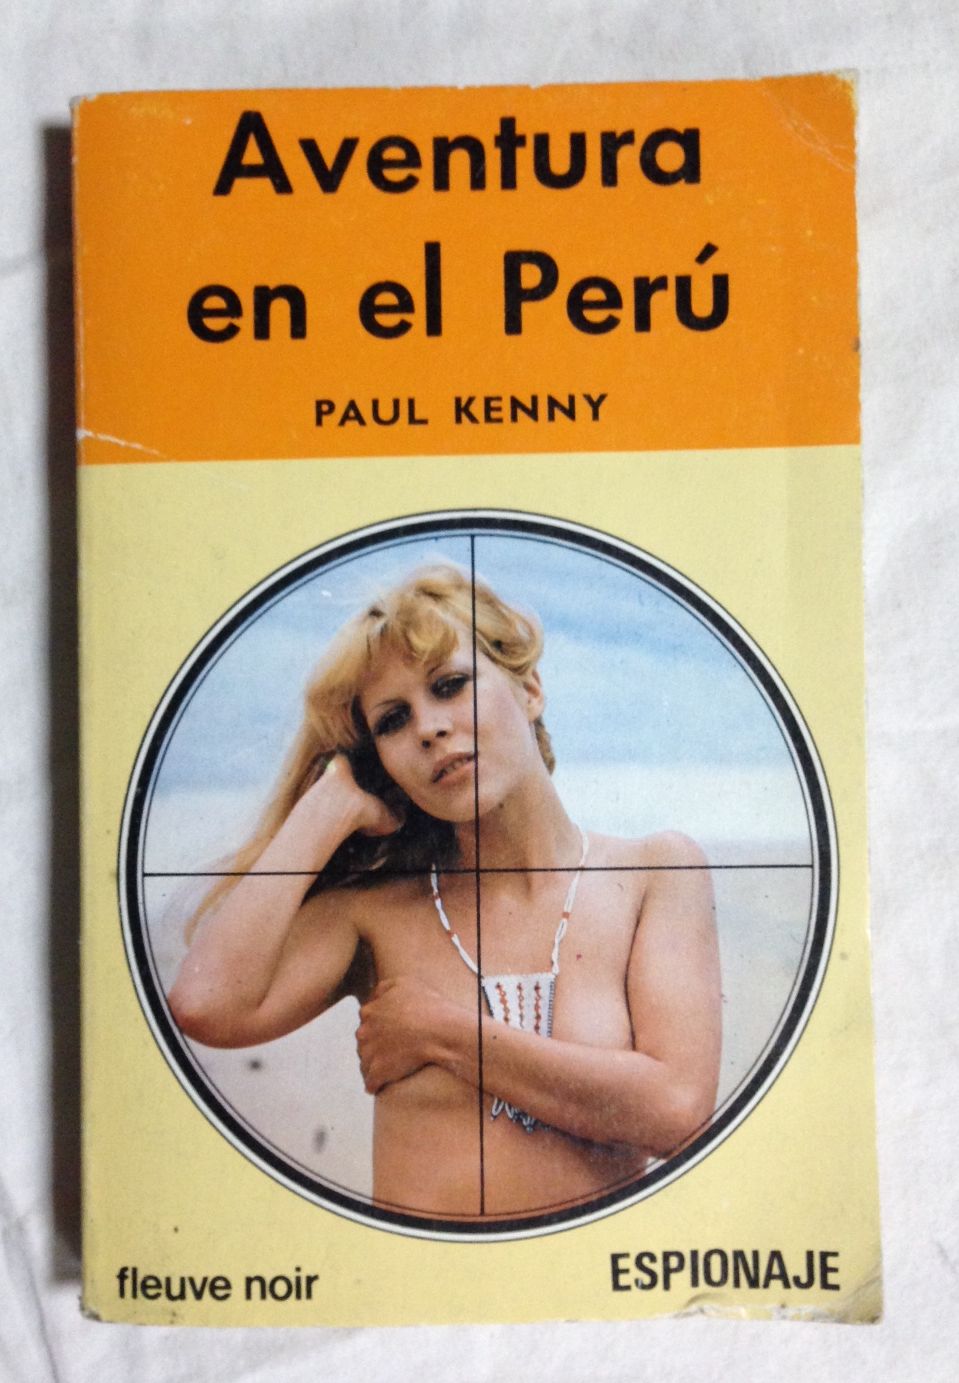 Aventura
en el Perú
PAUL KENNY
fleuve noir
ESPIONAJE